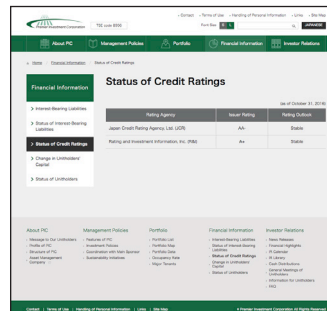 Contact
Terms of Use
Handling of Personal Information
Links
Site Map
Premier Investment Corporation
TSE code 8956
Font Size
JAPANESE
About PIC
Management Policies
Portfolio
Financial Information
Investor Relations
Home
Financial Information
Status of Credit Ratings
Financial Information
Status of Credit Ratings
Interest-Bearing Liabilities
Status of Interest-Bearing
Liabilities
Status of Credit Ratings
Change in Unitholders'
Capital
Status of Unitholders
(as of October 31, 2016)
Rating Agency Issuer Rating Rating Outlook
Japan Credit Rating Agency, Ltd. (JCR) AA- Stable
Rating and Investment Information, Inc. (R&I) A+ Stable
About PIC
Message to Our Unitholders
Profile of PIC
Structure of PIC
Asset Management
Company
Management Policies
Features of PIC
Investment Policies
Coordination with Main Sponsor
Sustainability Initiatives
Portfolio
Portfolio List
Portfolio Map
Portfolio Data
Occupancy Rate
Major Tenants
Financial Information
Interest-Bearing Liabilities
Status of Interest-Bearing
Liabilities
Status of Credit Ratings
Change in Unitholders'
Capital
Status of Unitholders
Investor Relations
News Releases
Financial Highlights
IR Calendar
IR Library
Cash Distributions
General Meetings of
Unitholders
Information for Unitholders
FAQ
Contact | Terms of Use | Handling of Personal Information | Links | Site Map
© Premier Investment Corporation All Rights Reserved